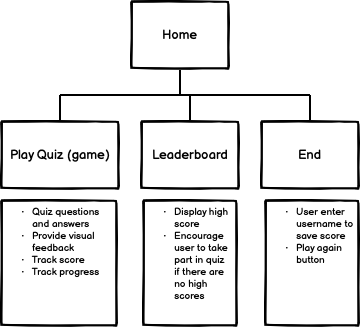 Home
Play Quiz (game)
Leaderboard
End
· Quiz questions
and answers
· Provide visual
feedback
· Track score
· Track progress
· Display high
score
· Encourage
user to take
part in quiz
if there are
no high
scores
· User enter
username to
save score
· Play again
button